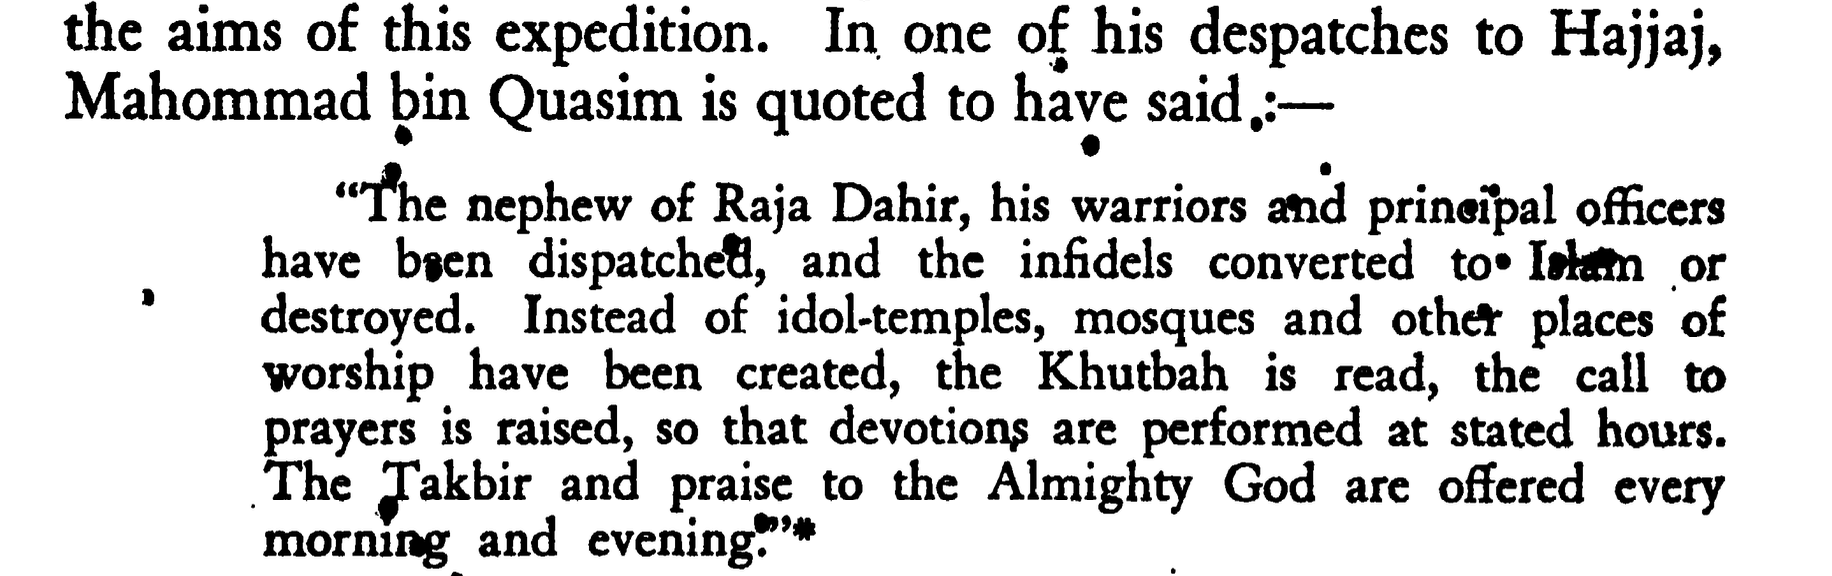 the aims of this expedition. In one of his despatches to Hajjaj,
Mahommad bin Quasim is quoted to have said :—
“The nephew of Raja Dahir, his warriors and principal officers
have been dispatched, and the infidels converted to Islam or
destroyed. Instead of idol-temples, mosques and other places of
worship have been created, the Khutbah is read, the call to
prayers is raised, so that devotions are performed at stated hours.
The Takbir and praise to the Almighty God are offered every
morning and evening.”*